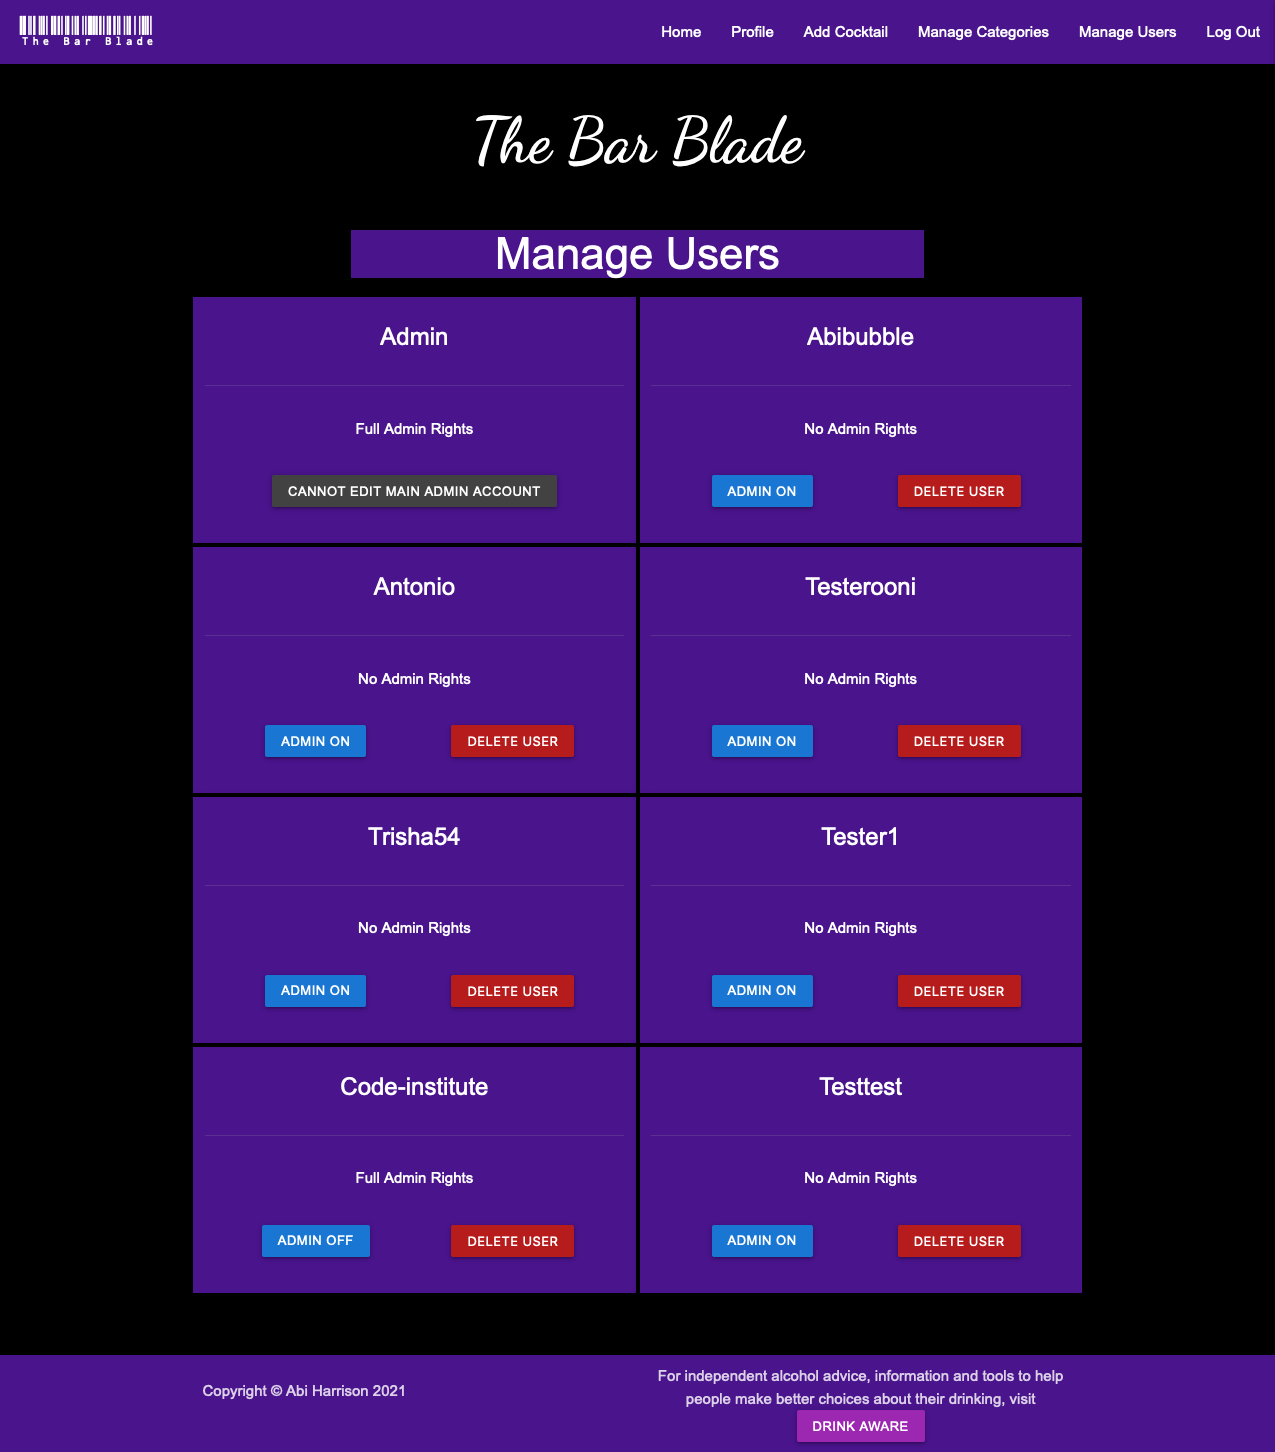 The Bar Blade
Home Profile Add Cocktail Manage Categories Manage Users Log Out
The Bar Blade
Manage Users
Admin
Full Admin Rights
CANNOT EDIT MAIN ADMIN ACCOUNT
Abibubble
No Admin Rights
ADMIN ON DELETE USER
Antonio
No Admin Rights
ADMIN ON DELETE USER
Testerooni
No Admin Rights
ADMIN ON DELETE USER
Trisha54
No Admin Rights
ADMIN ON DELETE USER
Tester1
No Admin Rights
ADMIN ON DELETE USER
Code-institute
Full Admin Rights
ADMIN OFF DELETE USER
Testtest
No Admin Rights
ADMIN ON DELETE USER
Copyright © Abi Harrison 2021
For independent alcohol advice, information and tools to help
people make better choices about their drinking, visit
DRINK AWARE